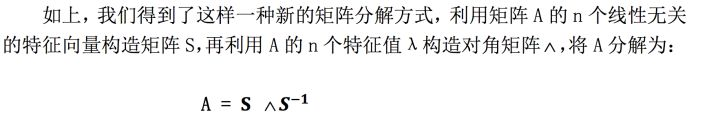 如上，我们得到了这样一种新的矩阵分解方式，利用矩阵 A 的 n 个线性无关
的特征向量构造矩阵 S,再利用 A 的 n 个特征值 λ 构造对角矩阵∧,将 A 分解为：
A = S ∧S⁻¹